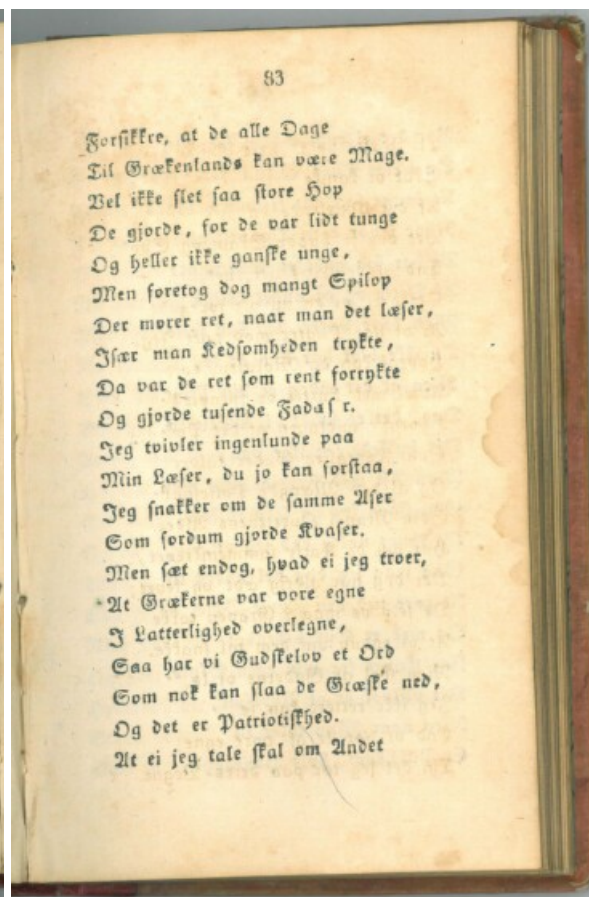 83
Forsikkre, at de alle Dage
Til Grækenlands kan være Mage.
Vel ikke slet saa store Hop
De gjorde, for de var lidt tunge
Og heller ikke ganske unge,
Men foretog dog mangt Spilop
Der morer ret, naar man det læser,
Især man Kedsomheden trykte,
Da var de ret som rent forrykte
Og gjorde tusende Fadæs r.
Jeg tvivler ingenlunde paa
Min Læser, du jo kan forstaa,
Jeg snakker om de samme Aser
Som fordum gjorde Kvaser.
Men sæt endog, hvad ei jeg troer,
At Grækerne var vore egne
I Latterlighed overlegne,
Saa har vi Gudskelov et Ord
Som nok kan slaa de Græske ned,
Og det er Patriotiskhed.
At ei jeg tale skal om Andet